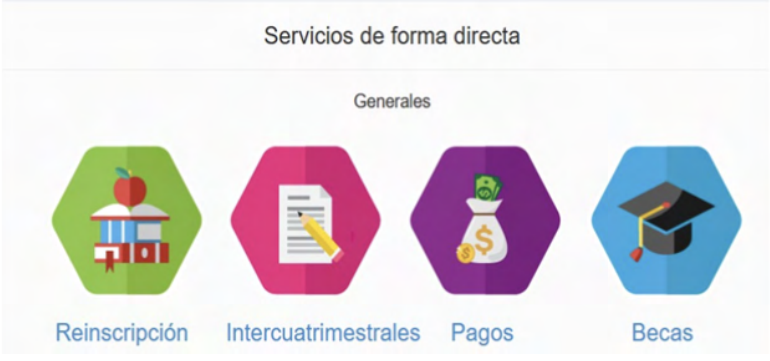 Servicios de forma directa
Generales
Reinscripción Intercuatrimestrales Pagos Becas